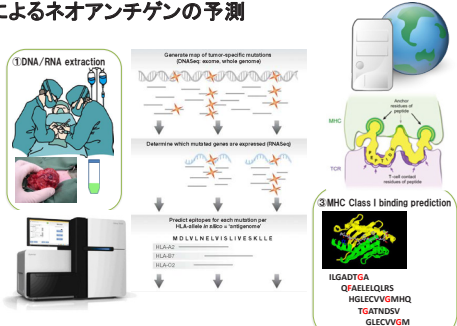 によるネオアンチゲンの予測
①DNA/RNA extraction
Generate map of tumor-specific mutations
(DNASeq: exome, whole genome)
Determine which mutated genes are expressed (RNASeq)
Predict epitopes for each mutation per
HLA-allele in silico = 'antigenome'
MDLVLNELVISLIVESKLLE
HLA-A2
HLA-B7
HLA-C2
MHC
Anchor
residues of
peptide
TCR
T-cell contact
residues of peptide
③MHC Class I binding prediction
ILGADTGA
QFAELELQLRS
HGLECVVGMHQ
TGATNDSV
GLECVVGM